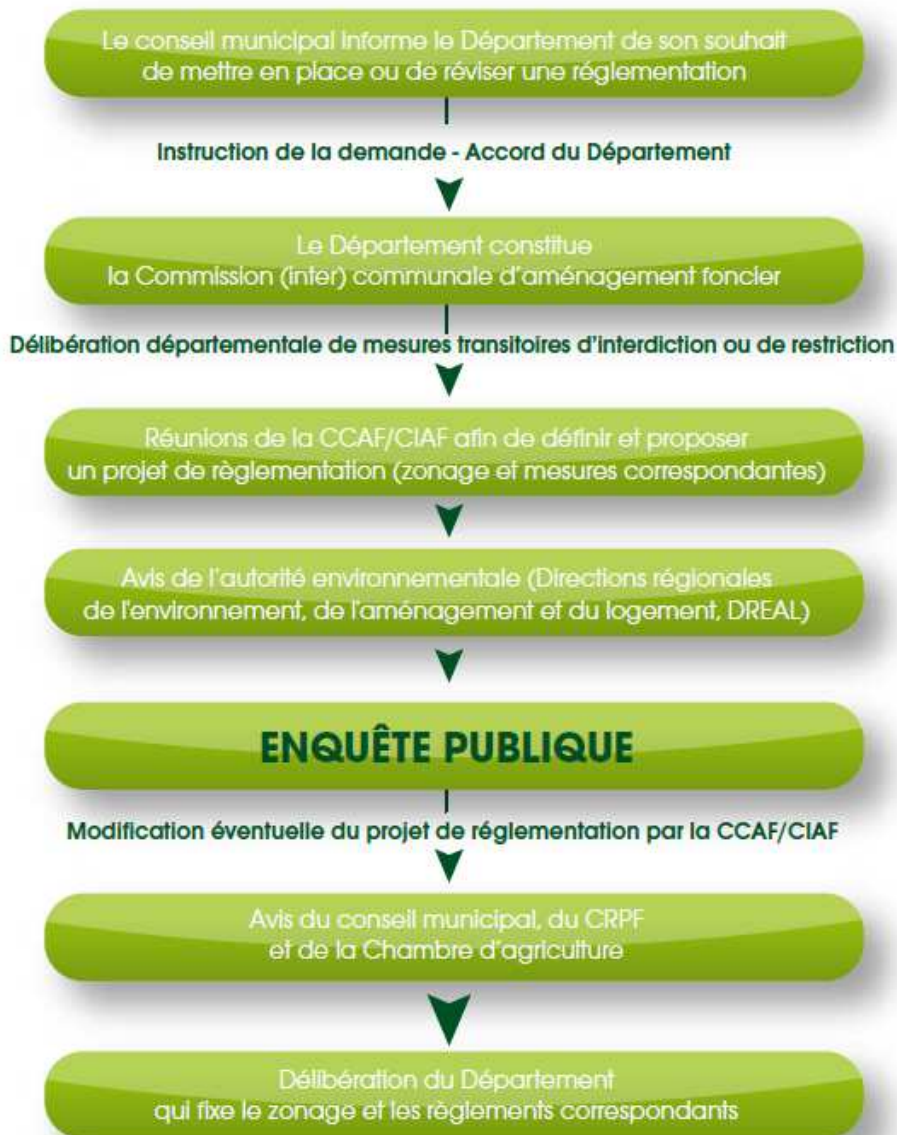 Le conseil municipal informe le Département de son souhait
de mettre en place ou de réviser une réglementation
Instruction de la demande - Accord du Département
Le Département constitue
la Commission (inter) communale d'aménagement foncier
Délibération départementale de mesures transitoires d'interdiction ou de restriction
Réunions de la CCAF/CIAF afin de définir et proposer
un projet de règlementation (zonage et mesures correspondantes)
Avis de l'autorité environnementale (Directions régionales
de l'environnement, de l'aménagement et du logement, DREAL)
ENQUÊTE PUBLIQUE
Modification éventuelle du projet de réglementation par la CCAF/CIAF
Avis du conseil municipal, du CRPF
et de la Chambre d'agriculture
Délibération du Département
qui fixe le zonage et les règlements correspondants